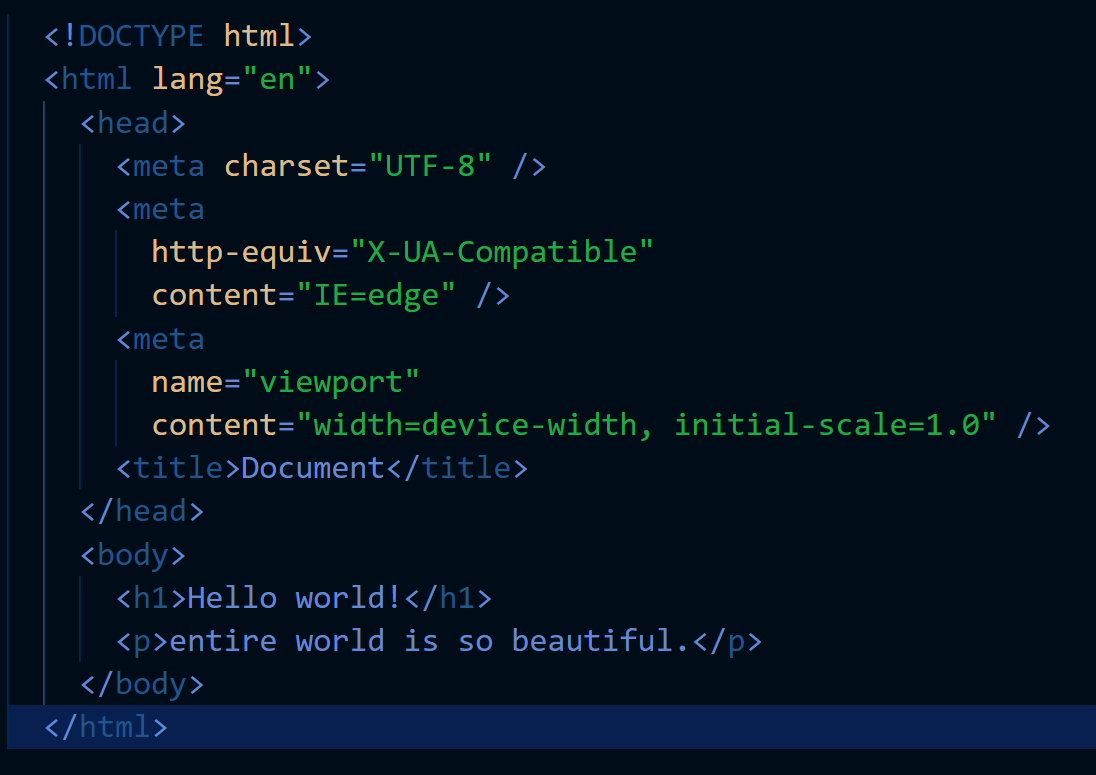 <!DOCTYPE html>
<html lang="en">
<head>
<meta charset="UTF-8" />
<meta
http-equiv="X-UA-Compatible"
content="IE=edge" />
<meta
name="viewport"
content="width=device-width, initial-scale=1.0" />
<title>Document</title>
</head>
<body>
<h1>Hello world!</h1>
<p>entire world is so beautiful.</p>
</body>
</html>